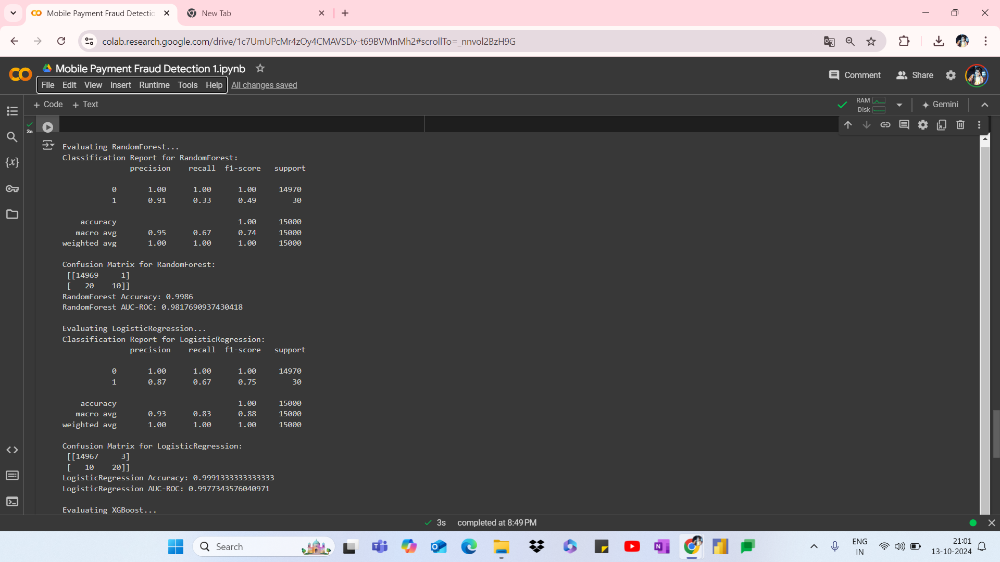 Mobile Payment Fraud Detectio
New Tab
colab.research.google.com/drive/1c7UmUPcMr4zOy4CMAVSDv-t69BVMnMh2#scrollTo=_nnvol2BzH9G
Mobile Payment Fraud Detection 1.ipynb
Comment
Share
File Edit View Insert Runtime Tools Help All changes saved
+ Code + Text
RAM
Disk
Gemini
3s
Evaluating RandomForest...
Classification Report for RandomForest:
precision recall f1-score support
0 1.00 1.00 1.00 14970
1 0.91 0.33 0.49 30
accuracy 1.00 15000
macro avg 0.95 0.67 0.74 15000
weighted avg 1.00 1.00 1.00 15000
Confusion Matrix for RandomForest:
[[14969 1]
[ 20 10]]
RandomForest Accuracy: 0.9986
RandomForest AUC-ROC: 0.9817690937430418
Evaluating LogisticRegression...
Classification Report for LogisticRegression:
precision recall f1-score support
0 1.00 1.00 1.00 14970
1 0.87 0.67 0.75 30
accuracy 1.00 15000
macro avg 0.93 0.83 0.88 15000
weighted avg 1.00 1.00 1.00 15000
Confusion Matrix for LogisticRegression:
[[14967 3]
[ 10 20]]
LogisticRegression Accuracy: 0.9991333333333333
LogisticRegression AUC-ROC: 0.9977343576040971
Evaluating XGBoost...
3s completed at 8:49 PM
Search
ENG
IN
21:01
13-10-2024